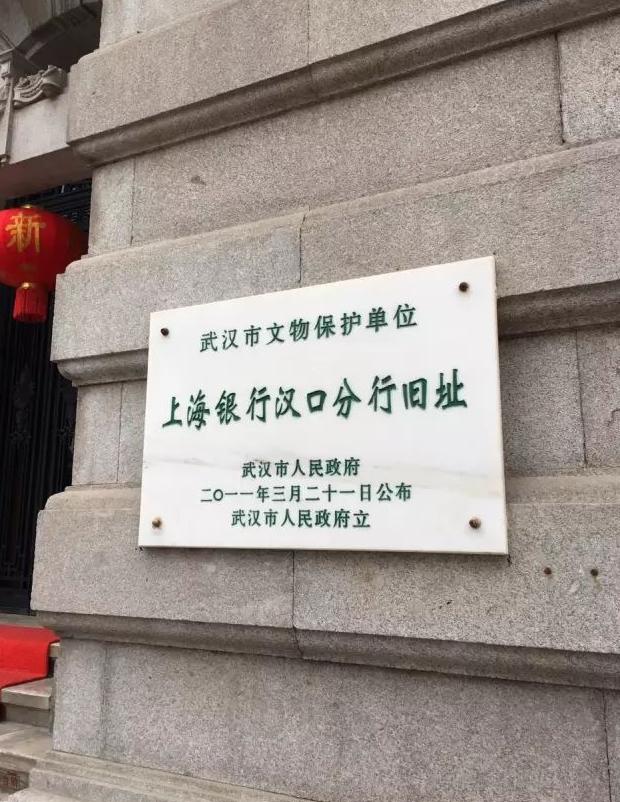 新
武汉市文物保护单位
上海银行汉口分行旧址
武汉市人民政府
二〇一一年三月二十一日公布
武汉市人民政府立